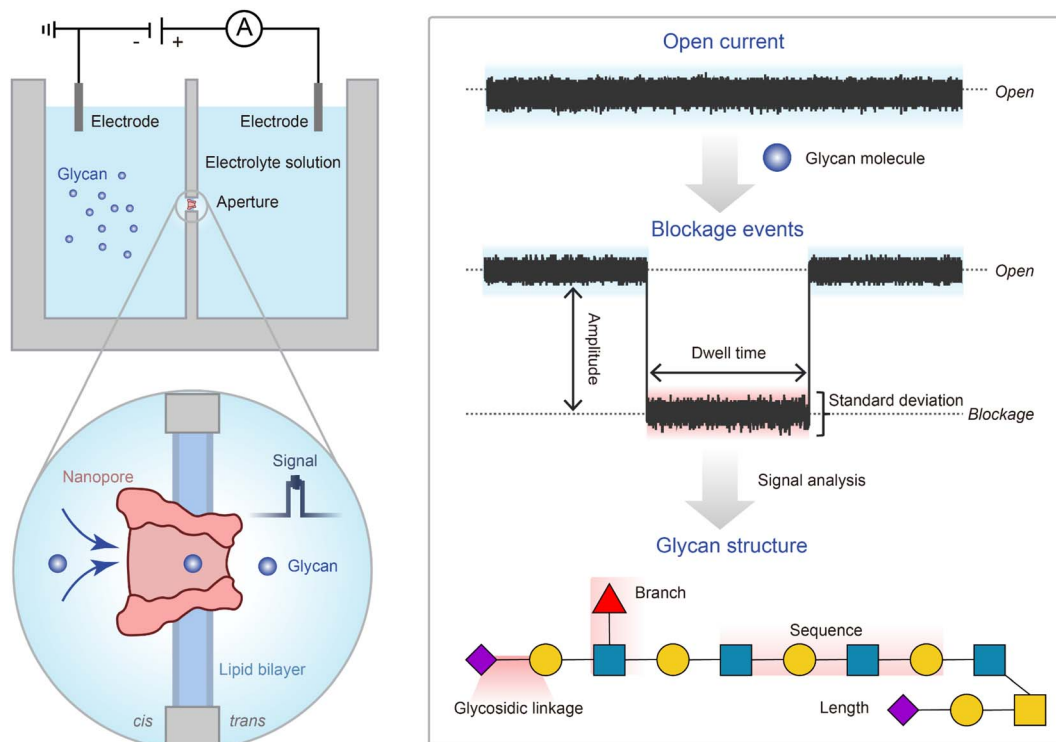 - +
A
Electrode
Electrode
Electrolyte solution
Glycan
Aperture
Signal
Nanopore
Glycan
Lipid bilayer
cis
trans
Open current
Open
Glycan molecule
Blockage events
Open
Amplitude
Dwell time
Standard deviation
Blockage
Signal analysis
Glycan structure
Branch
Sequence
Glycosidic linkage
Length